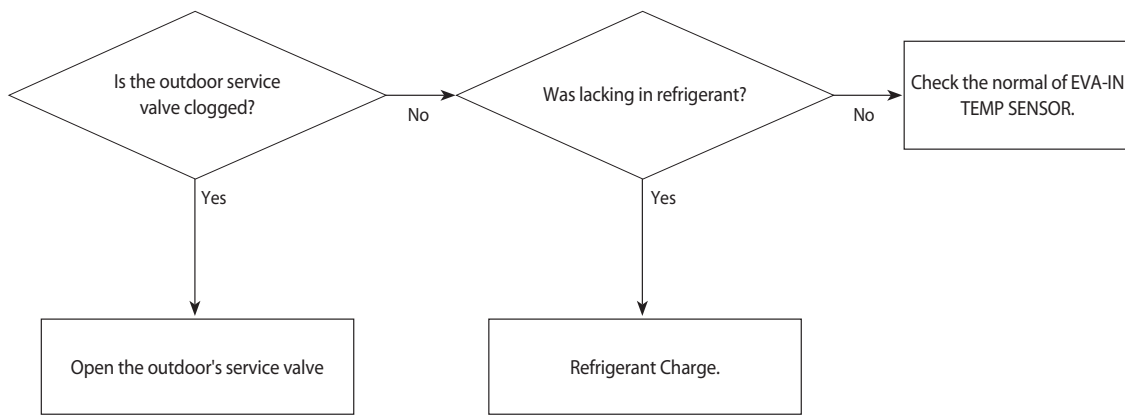 Is the outdoor service
valve clogged?
No
Was lacking in refrigerant?
No
Check the normal of EVA-IN
TEMP SENSOR.
Yes
Yes
Open the outdoor's service valve
Refrigerant Charge.